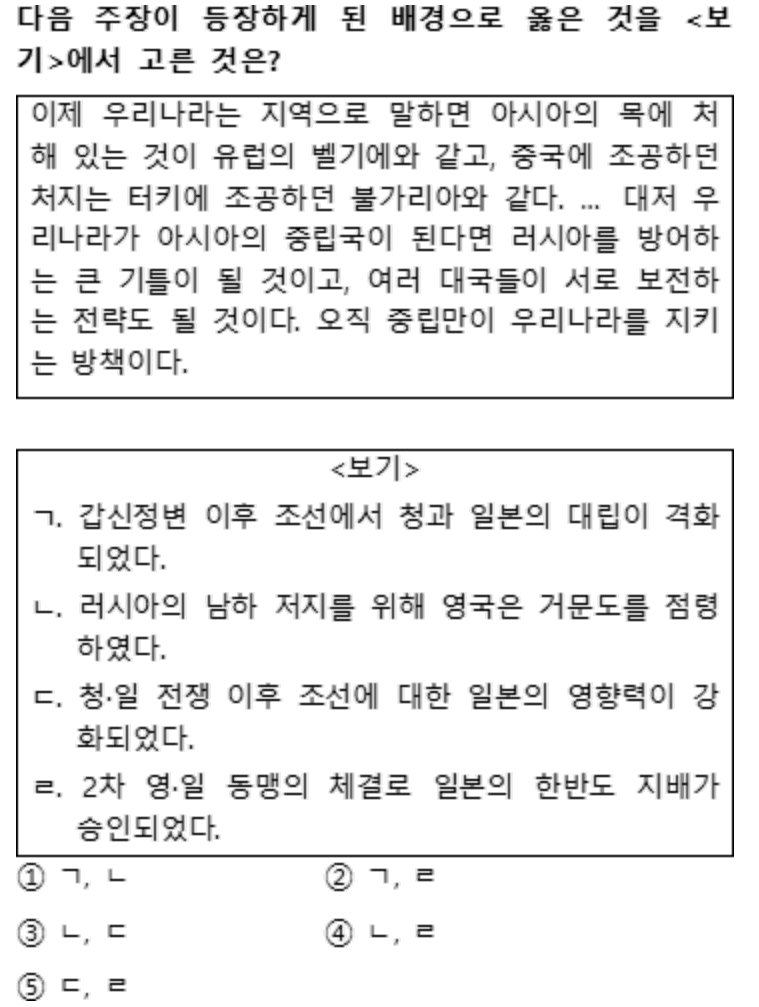 다음 주장이 등장하게 된 배경으로 옳은 것을 <보
기>에서 고른 것은?
이제 우리나라는 지역으로 말하면 아시아의 목에 처
해 있는 것이 유럽의 벨기에와 같고, 중국에 조공하던
처지는 터키에 조공하던 불가리아와 같다. ... 대저 우
리나라가 아시아의 중립국이 된다면 러시아를 방어하
는 큰 기틀이 될 것이고, 여러 대국들이 서로 보전하
는 전략도 될 것이다. 오직 중립만이 우리나라를 지키
는 방책이다.
<보기>
ㄱ. 갑신정변 이후 조선에서 청과 일본의 대립이 격화
되었다.
ㄴ. 러시아의 남하 저지를 위해 영국은 거문도를 점령
하였다.
ㄷ. 청·일 전쟁 이후 조선에 대한 일본의 영향력이 강
화되었다.
ㄹ. 2차 영·일 동맹의 체결로 일본의 한반도 지배가
승인되었다.
① ㄱ, ㄴ ② ㄱ, ㄹ
③ ㄴ, ㄷ ④ ㄴ, ㄹ
⑤ ㄷ, ㄹ